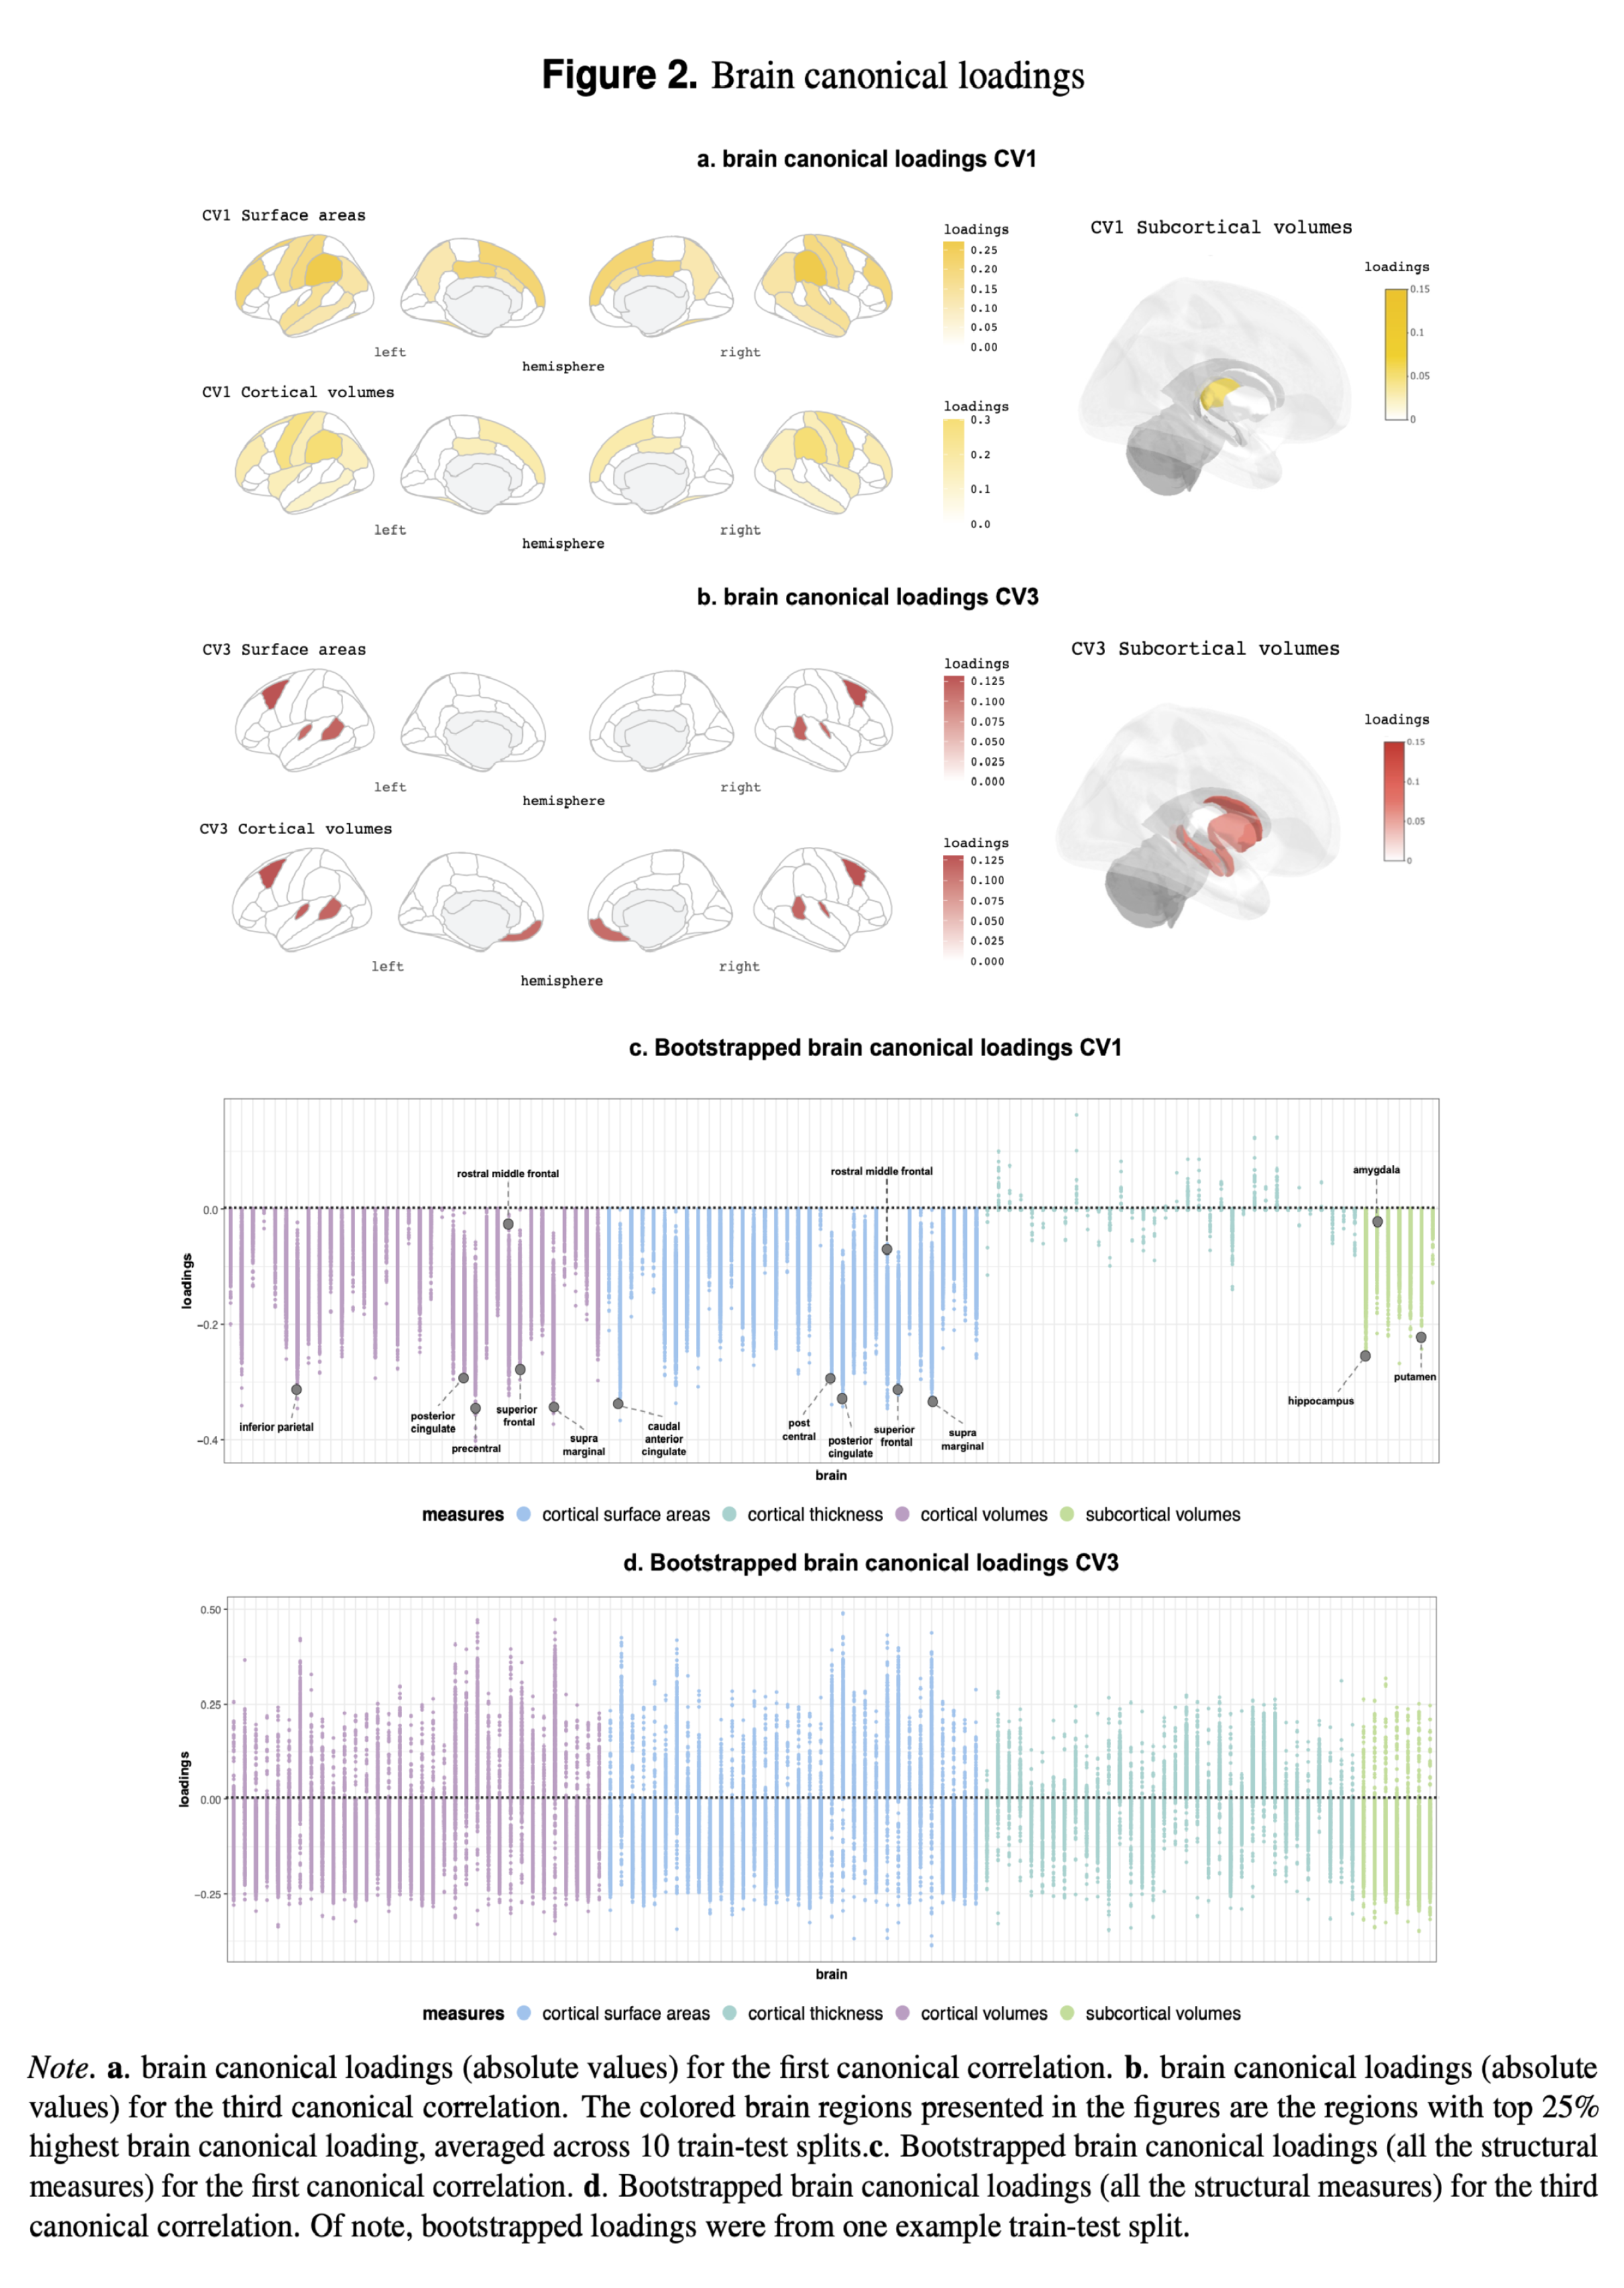 Figure 2. Brain canonical loadings
a. brain canonical loadings CV1
CV1 Surface areas
left
right
hemisphere
loadings
0.25
0.20
0.15
0.10
0.05
0.00
CV1 Subcortical volumes
loadings
0.15
0.1
0.05
0
CV1 Cortical volumes
left
right
hemisphere
loadings
0.3
0.2
0.1
0.0
b. brain canonical loadings CV3
CV3 Surface areas
left
right
hemisphere
loadings
0.125
0.100
0.075
0.050
0.025
0.000
CV3 Subcortical volumes
loadings
0.15
0.1
0.05
0
CV3 Cortical volumes
left
right
hemisphere
loadings
0.125
0.100
0.075
0.050
0.025
0.000
c. Bootstrapped brain canonical loadings CV1
loadings
0.0
−0.2
−0.4
rostral middle frontal
rostral middle frontal
amygdala
inferior parietal
posterior
cingulate
precentral
superior
frontal
supra
marginal
caudal
anterior
cingulate
post
central
posterior
cingulate
superior
frontal
supra
marginal
hippocampus
putamen
brain
measures cortical surface areas cortical thickness cortical volumes subcortical volumes
d. Bootstrapped brain canonical loadings CV3
loadings
0.50
0.25
0.00
−0.25
brain
measures cortical surface areas cortical thickness cortical volumes subcortical volumes
Note. a. brain canonical loadings (absolute values) for the first canonical correlation. b. brain canonical loadings (absolute
values) for the third canonical correlation. The colored brain regions presented in the figures are the regions with top 25%
highest brain canonical loading, averaged across 10 train-test splits.c. Bootstrapped brain canonical loadings (all the structural
measures) for the first canonical correlation. d. Bootstrapped brain canonical loadings (all the structural measures) for the third
canonical correlation. Of note, bootstrapped loadings were from one example train-test split.